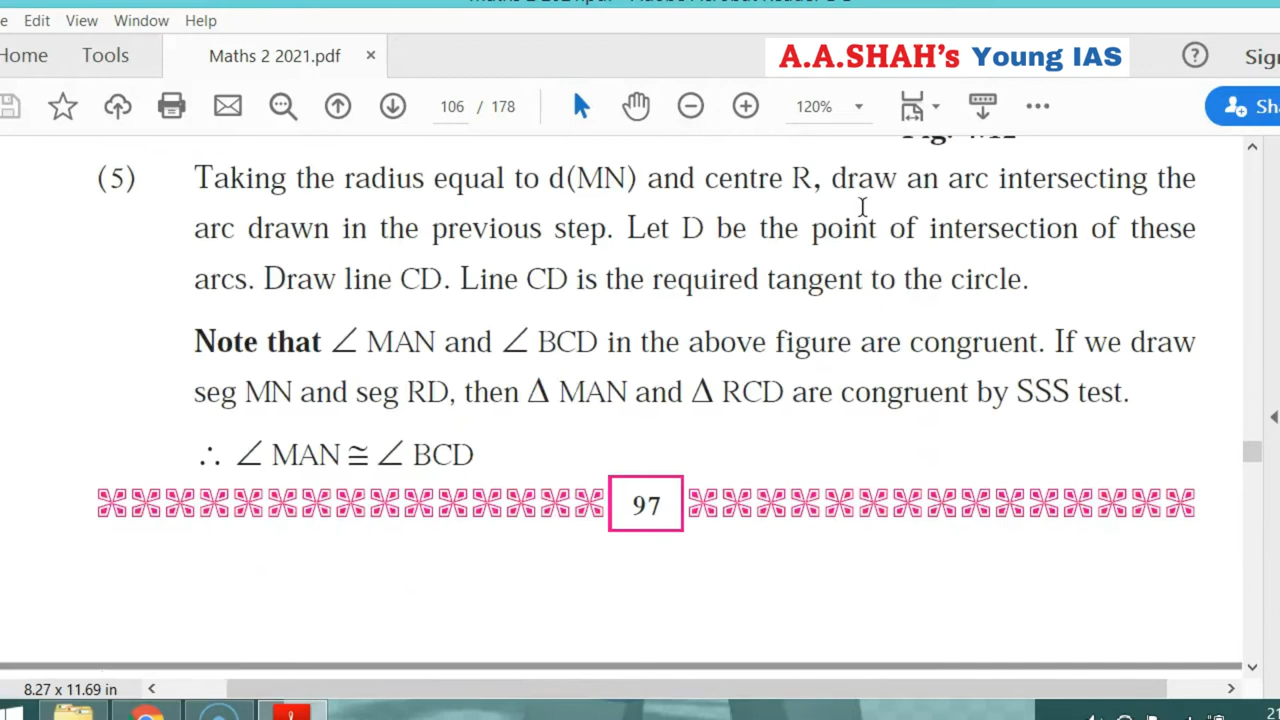 Edit View Window Help
Home Tools Maths 2 2021.pdf × A.A.SHAH's Young IAS ?
106 / 178 120%
(5) Taking the radius equal to d(MN) and centre R, draw an arc intersecting the
arc drawn in the previous step. Let D be the point of intersection of these
arcs. Draw line CD. Line CD is the required tangent to the circle.
Note that ∠ MAN and ∠ BCD in the above figure are congruent. If we draw
seg MN and seg RD, then Δ MAN and Δ RCD are congruent by SSS test.
∴ ∠ MAN ≅ ∠ BCD
97
8.27 x 11.69 in